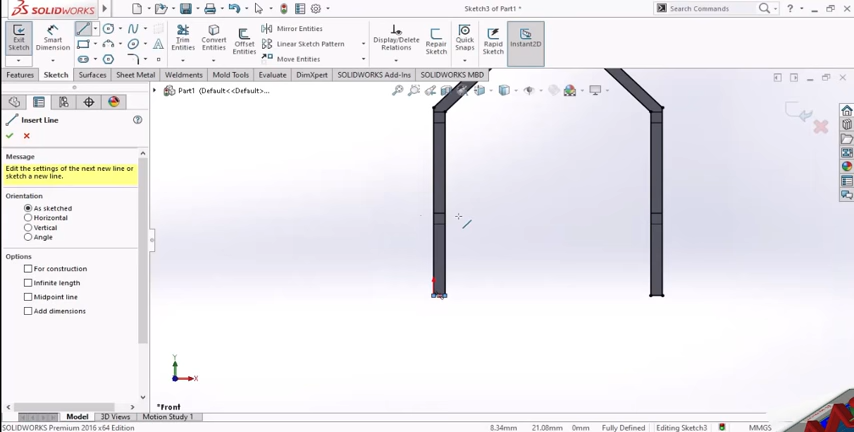 SOLIDWORKS
Sketch3 of Part1 *
Search Commands
Exit Sketch
Smart Dimension
Trim Entities
Convert Entities
Offset Entities
Mirror Entities
Linear Sketch Pattern
Move Entities
Display/Delete Relations
Repair Sketch
Quick Snaps
Rapid Sketch
Instant2D
Features
Sketch
Surfaces
Sheet Metal
Weldments
Mold Tools
Evaluate
DimXpert
SOLIDWORKS Add-Ins
SOLIDWORKS MBD
Part1 (Default<<Default>...
Insert Line
Message
Edit the settings of the next new line or
sketch a new line.
Orientation
As sketched
Horizontal
Vertical
Angle
Options
For construction
Infinite length
Midpoint line
Add dimensions
Y
X
*Front
Model
3D Views
Motion Study 1
SOLIDWORKS Premium 2016 x64 Edition
8.34mm
21.08mm
0mm
Fully Defined
Editing Sketch3
MMGS